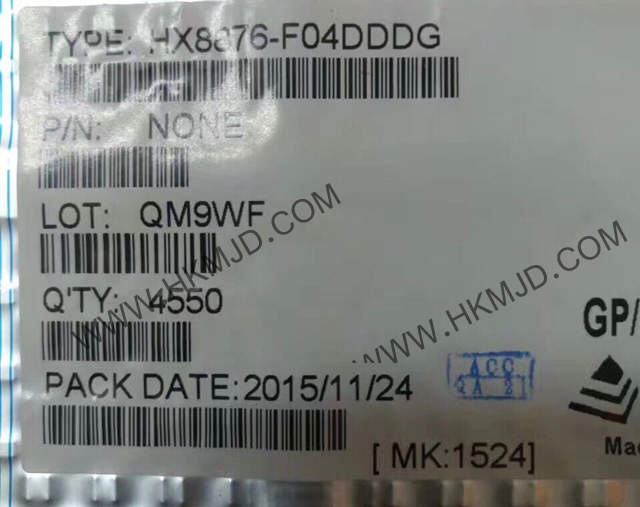 TYPE: HX8876-F04DDDG
P/N: NONE
LOT: QM9WF
Q'TY: 4550
GP/
ACC
PACK DATE: 2015/11/24
[ MK:1524]
WWW.HKMJD.COM
WWW.HKMJD.COM